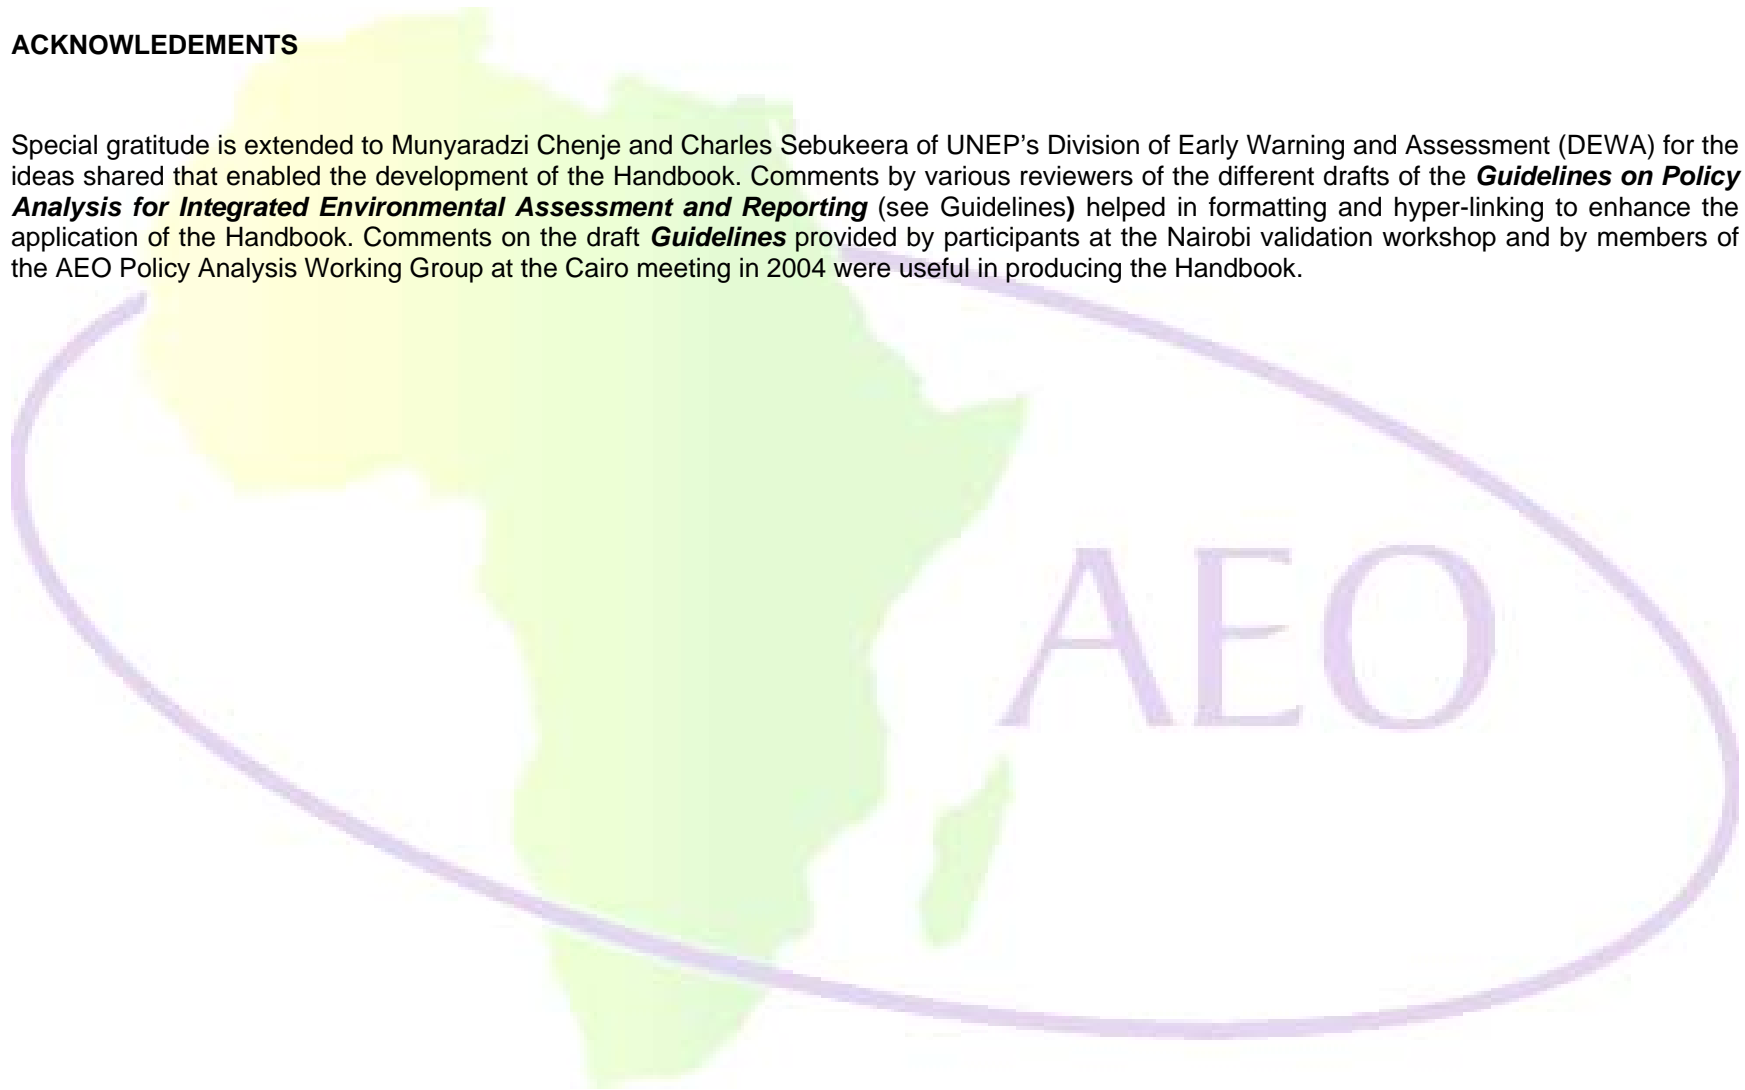 ACKNOWLEDEMENTS
Special gratitude is extended to Munyaradzi Chenje and Charles Sebukeera of UNEP’s Division of Early Warning and Assessment (DEWA) for the
ideas shared that enabled the development of the Handbook. Comments by various reviewers of the different drafts of the Guidelines on Policy
Analysis for Integrated Environmental Assessment and Reporting (see Guidelines) helped in formatting and hyper-linking to enhance the
application of the Handbook. Comments on the draft Guidelines provided by participants at the Nairobi validation workshop and by members of
the AEO Policy Analysis Working Group at the Cairo meeting in 2004 were useful in producing the Handbook.
AEO